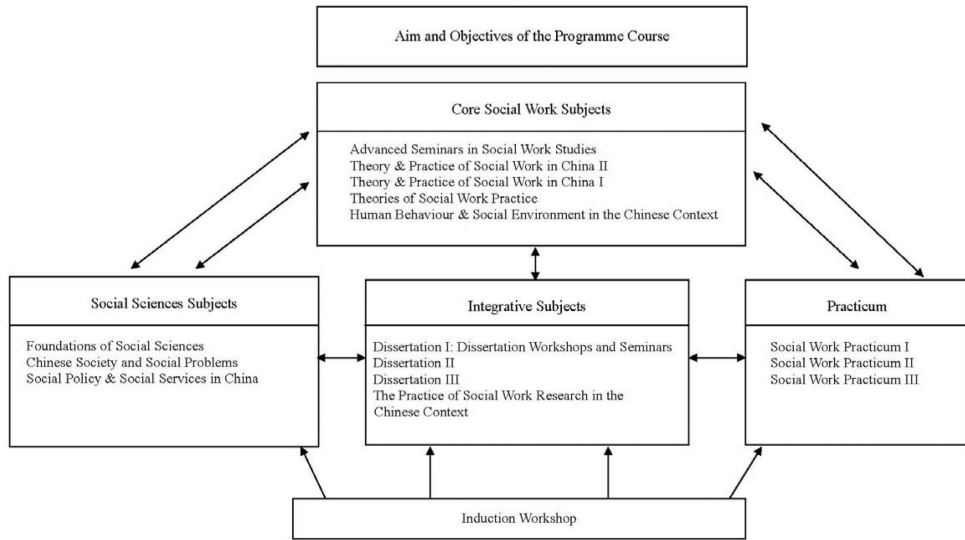 Aim and Objectives of the Programme Course
Core Social Work Subjects
Advanced Seminars in Social Work Studies
Theory & Practice of Social Work in China II
Theory & Practice of Social Work in China I
Theories of Social Work Practice
Human Behaviour & Social Environment in the Chinese Context
Social Sciences Subjects
Foundations of Social Sciences
Chinese Society and Social Problems
Social Policy & Social Services in China
Integrative Subjects
Dissertation I: Dissertation Workshops and Seminars
Dissertation II
Dissertation III
The Practice of Social Work Research in the
Chinese Context
Practicum
Social Work Practicum I
Social Work Practicum II
Social Work Practicum III
Induction Workshop